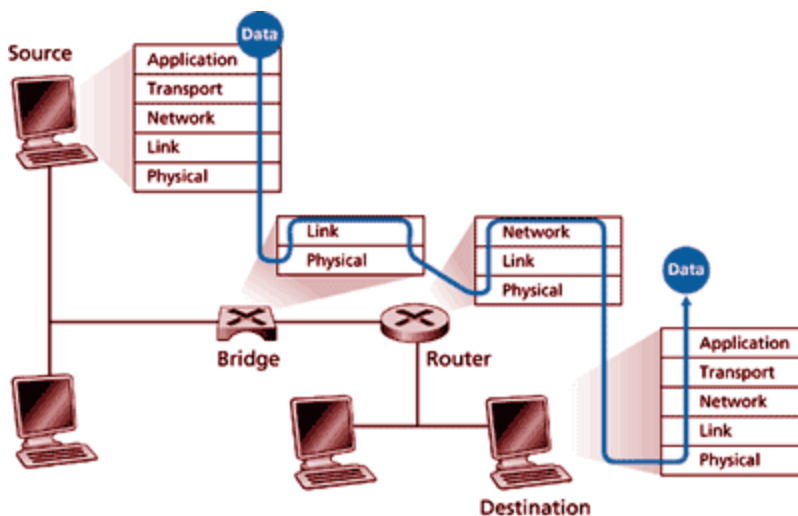 Source
Data
Application
Transport
Network
Link
Physical
Link
Physical
Network
Link
Physical
Data
Bridge
Router
Application
Transport
Network
Link
Physical
Destination